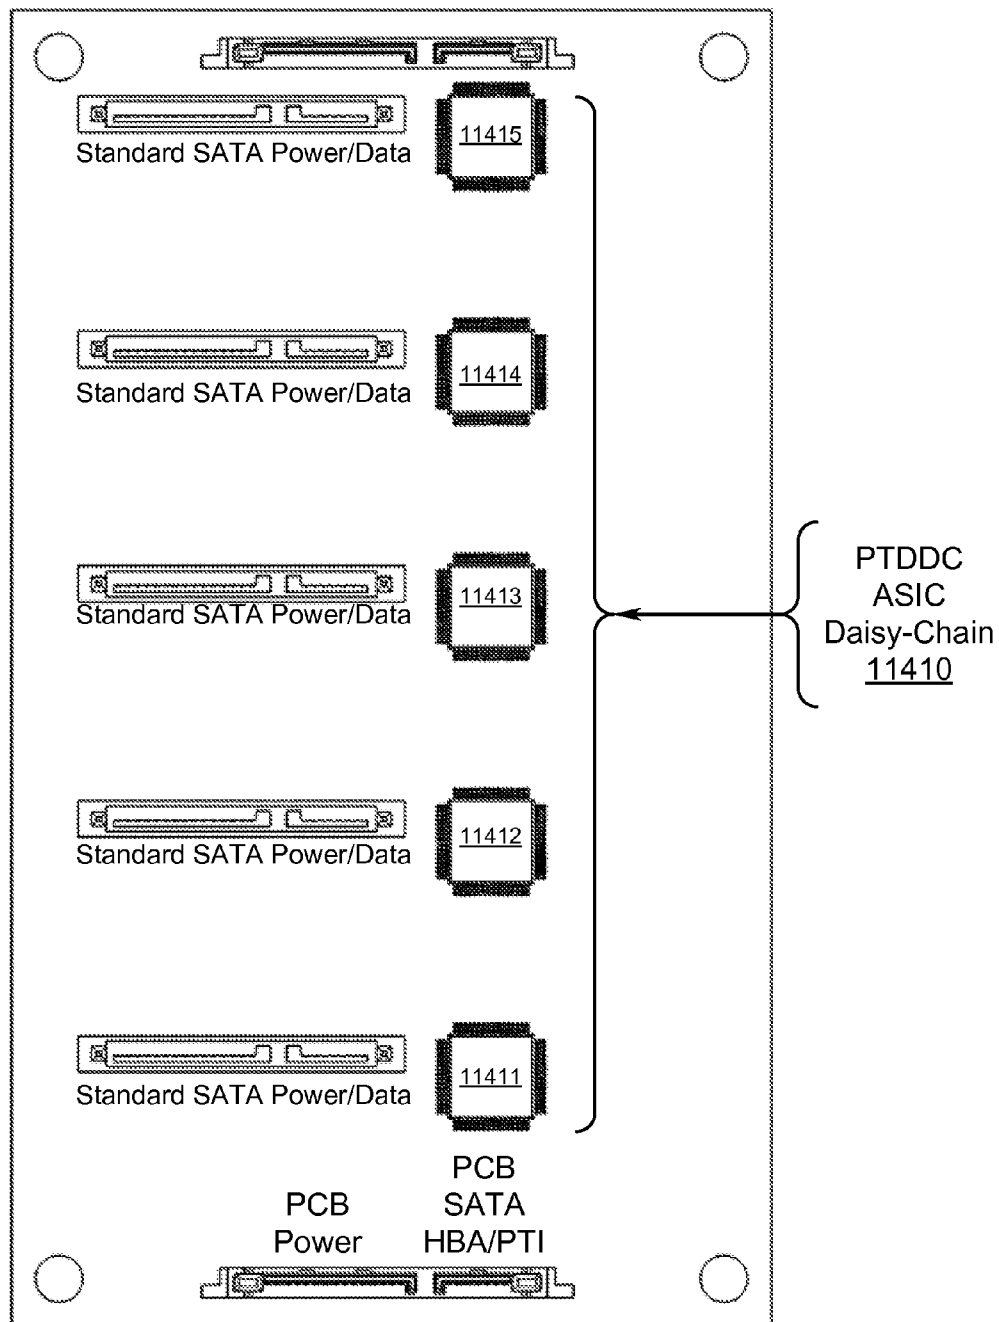 11415
Standard SATA Power/Data
11414
Standard SATA Power/Data
11413
Standard SATA Power/Data
PTDDC
ASIC
Daisy-Chain
11410
11412
Standard SATA Power/Data
11411
Standard SATA Power/Data
PCB
Power
PCB
SATA
HBA/PTI